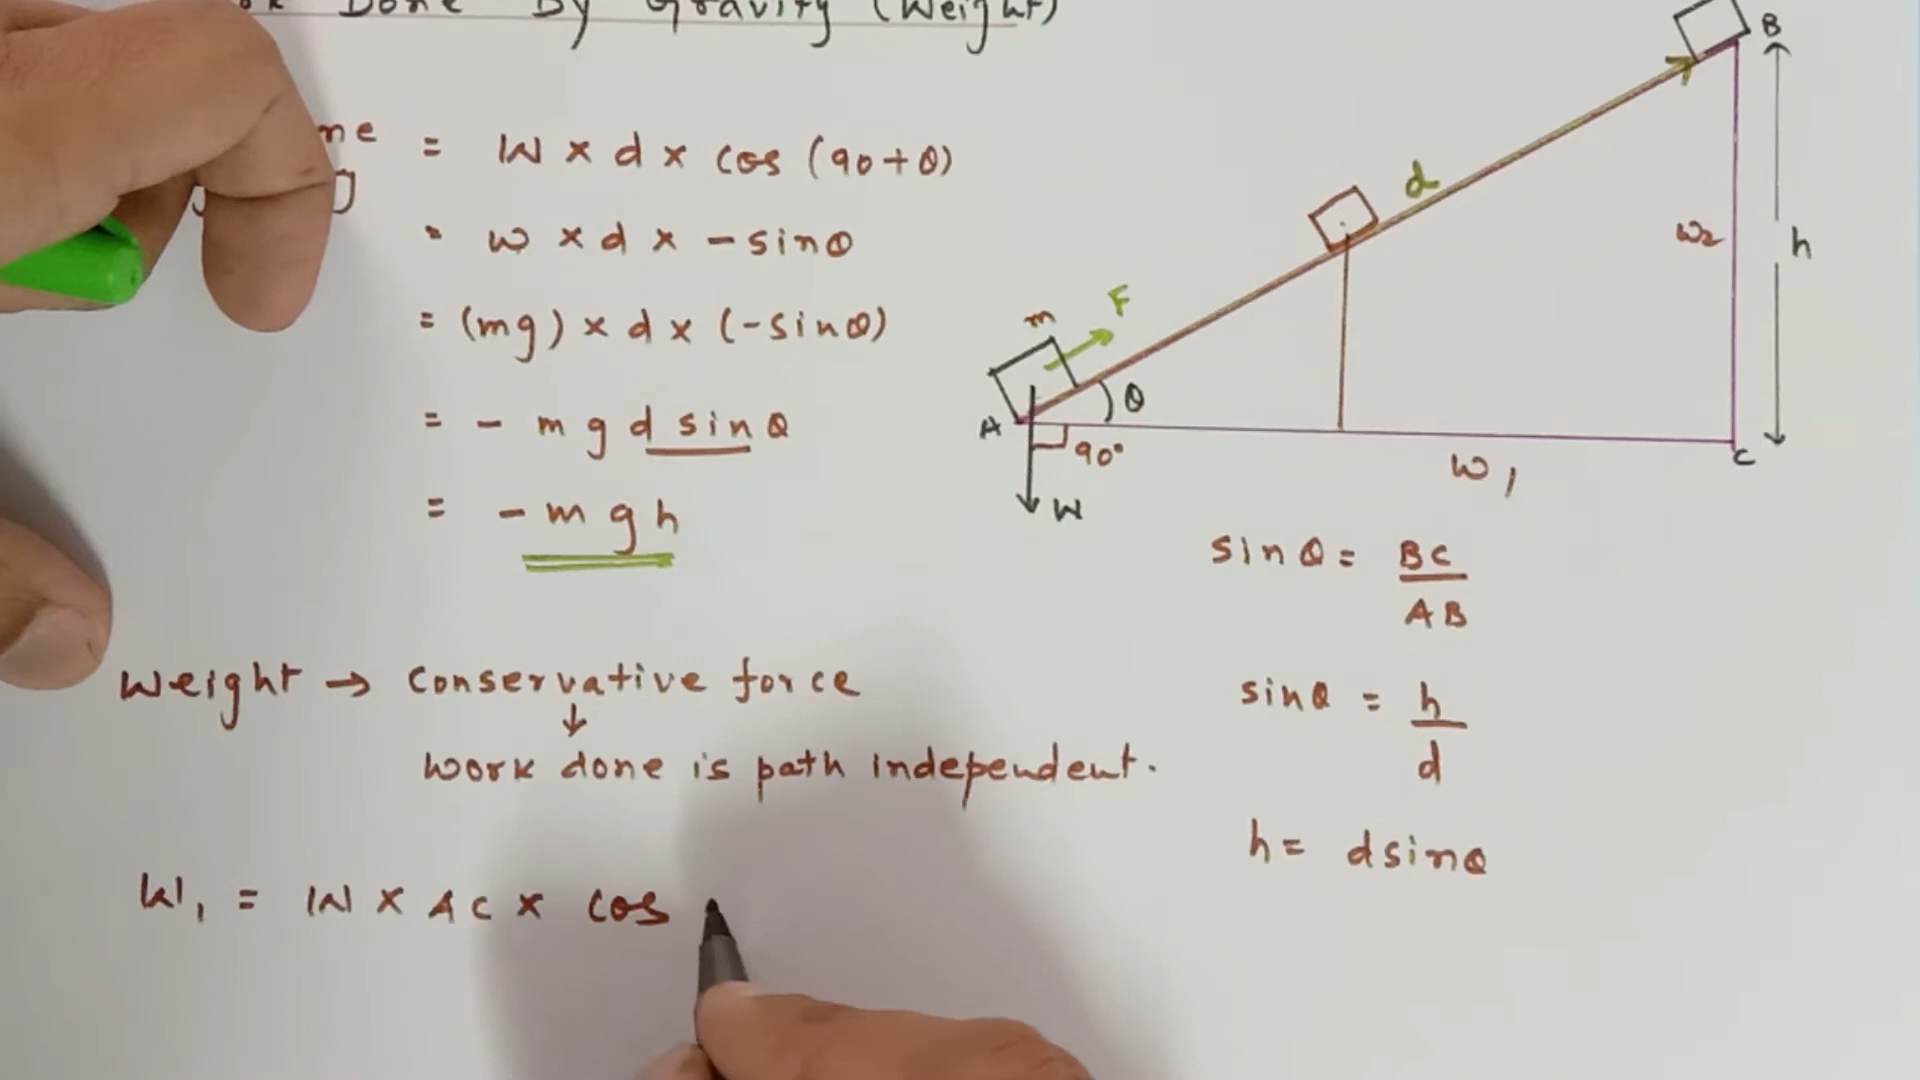 Done By Gravity (Weight)
= W × d × cos (90+θ)
= w × d × - sinθ
= (mg) × d × (-sinθ)
= - m g d sinθ
= - m g h
Weight → Conservative force
↓
Work done is path independent.
W₁ = W × AC × cos
B
d
h
W₂
F
m
θ
A
90°
C
W₁
W
sinθ = BC
AB
sinθ = h
d
h = dsinθ